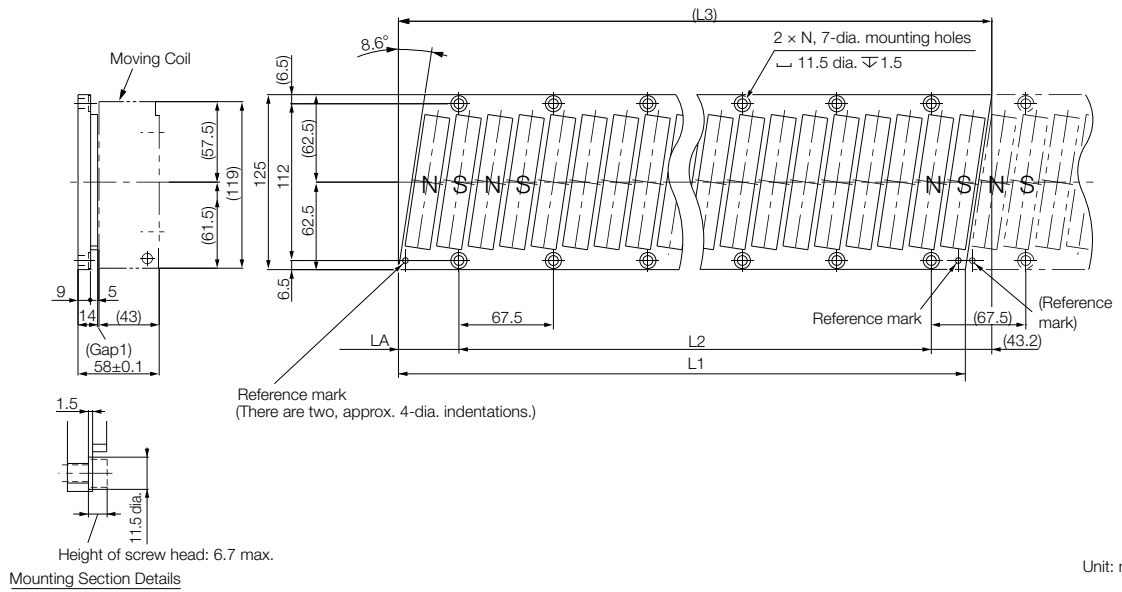 (L3)
8.6°
2 × N, 7-dia. mounting holes
⌴ 11.5 dia. ↧ 1.5
Moving Coil
(6.5)
(57.5)
(119)
(61.5)
125
112
(62.5)
62.5
6.5
N S N S
N S N S
9
5
14
(43)
(Gap1)
58±0.1
67.5
Reference mark
(67.5)
(Reference
mark)
LA
L2
(43.2)
L1
Reference mark
(There are two, approx. 4-dia. indentations.)
1.5
11.5 dia.
Height of screw head: 6.7 max.
Mounting Section Details
Unit: